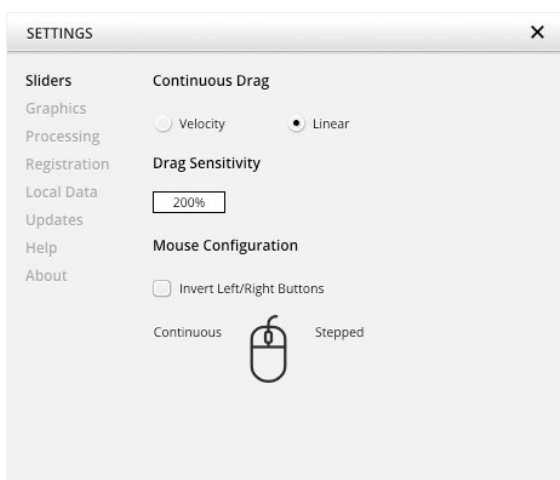 SETTINGS
Sliders
Graphics
Processing
Registration
Local Data
Updates
Help
About
Continuous Drag
Velocity
Linear
Drag Sensitivity
200%
Mouse Configuration
Invert Left/Right Buttons
Continuous
Stepped